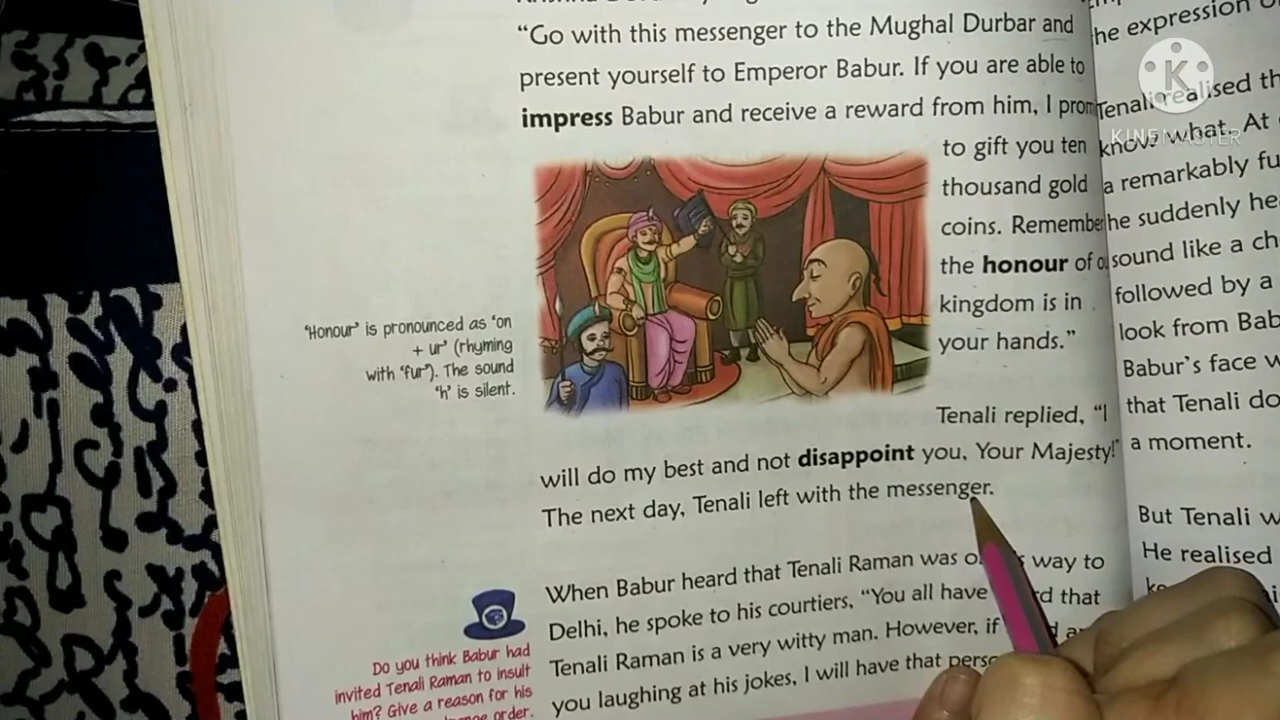 “Go with this messenger to the Mughal Durbar and
present yourself to Emperor Babur. If you are able to
impress Babur and receive a reward from him, I prom
to gift you ten
thousand gold
coins. Remember
the honour of
kingdom is in
your hands.”
Tenali replied, “I
will do my best and not disappoint you, Your Majesty!”
The next day, Tenali left with the messenger.
When Babur heard that Tenali Raman was way to
Delhi, he spoke to his courtiers, “You all have that
Tenali Raman is a very witty man. However, if
you laughing at his jokes, I will have that
‘Honour’ is pronounced as ‘on
+ ur’ (rhyming
with ‘fur’). The sound
‘h’ is silent.
Do you think Babur had
invited Tenali Raman to insult
him? Give a reason for his
order.
he expression
Tenali realised
know what. At
a remarkably
he suddenly
sound like a
followed by a
look from
Babur’s face
that Tenali
a moment.
But Tenali
He realised
K
KINEMASTER